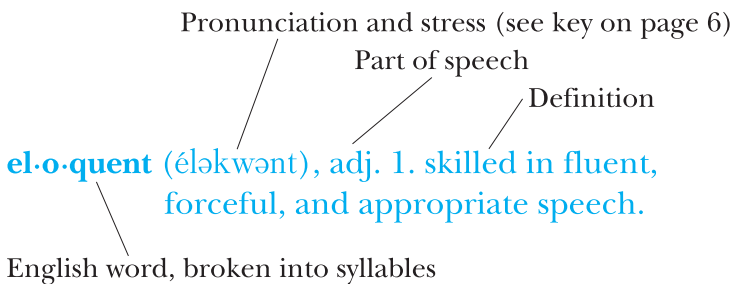 Pronunciation and stress (see key on page 6)
Part of speech
Definition
el·o·quent (éləkwənt), adj. 1. skilled in fluent,
forceful, and appropriate speech.
English word, broken into syllables